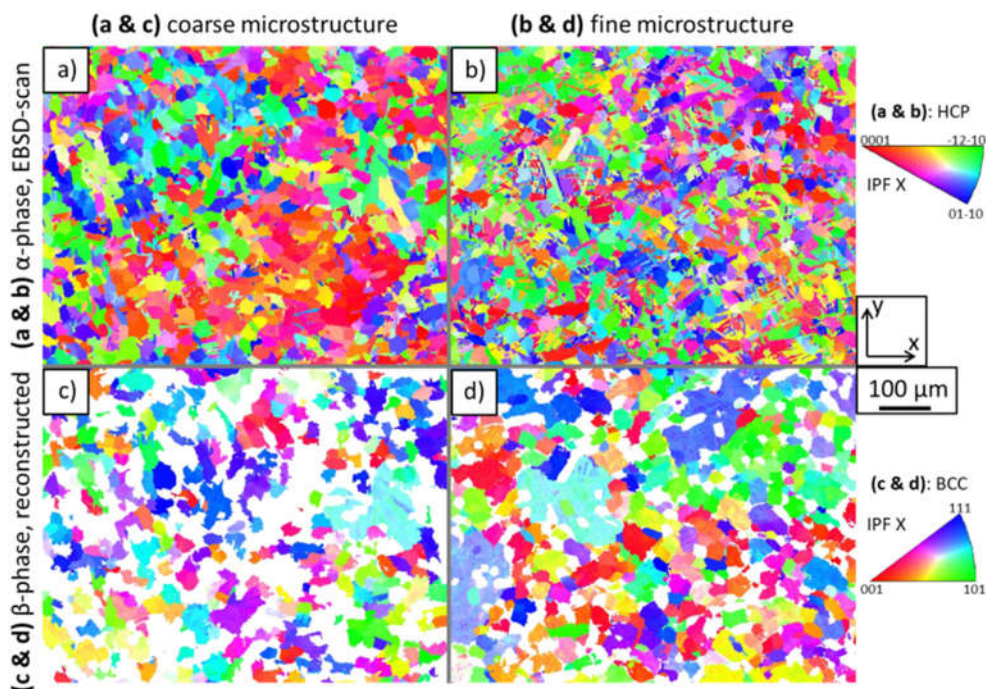 (a & c) coarse microstructure
(b & d) fine microstructure
(a & b) α-phase, EBSD-scan
a)
b)
(a & b): HCP
0001
-12-10
IPF X
01-10
y
x
100 µm
(c & d) β-phase, reconstructed
c)
d)
(c & d): BCC
111
IPF X
001
101